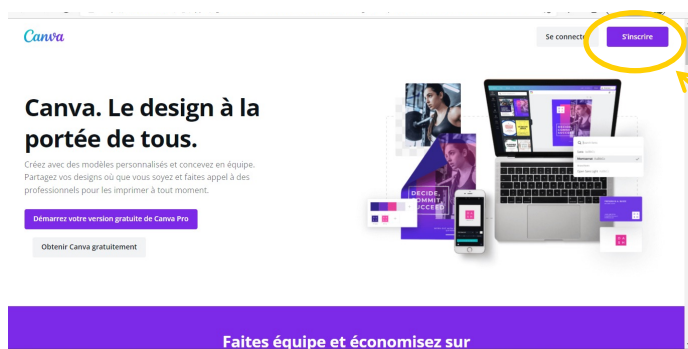 Canva
Se connecter
S'inscrire
Canva. Le design à la
portée de tous.
Créez avec des modèles personnalisés et concevez en équipe.
Partagez vos designs où que vous soyez et faites appel à des
professionnels pour les imprimer à tout moment.
Démarrez votre version gratuite de Canva Pro
Obtenir Canva gratuitement
DECIDE,
COMMIT,
SUCCEED
Faites équipe et économisez sur